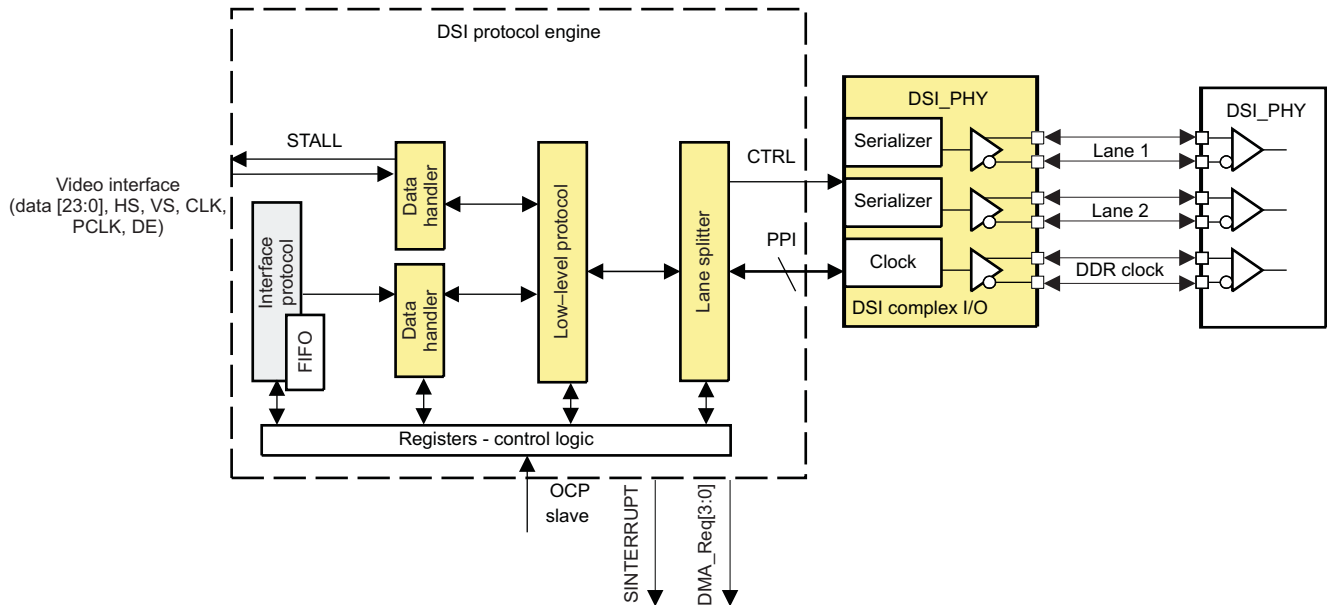 DSI protocol engine
STALL
Video interface
(data [23:0], HS, VS, CLK,
PCLK, DE)
Interface
protocol
FIFO
Data
handler
Data
handler
Low–level protocol
Lane splitter
CTRL
PPI
Registers - control logic
OCP
slave
SINTERRUPT
DMA_Req[3:0]
DSI_PHY
Serializer
Serializer
Clock
DSI complex I/O
Lane 1
Lane 2
DDR clock
DSI_PHY